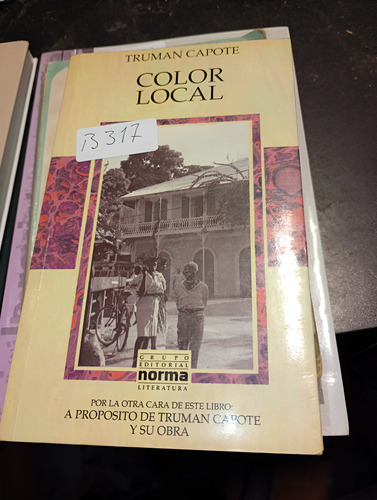 TRUMAN CAPOTE
COLOR
LOCAL
B317
GRUPO
EDITORIAL
norma
LITERATURA
POR LA OTRA CARA DE ESTE LIBRO:
A PROPOSITO DE TRUMAN CAPOTE
Y SU OBRA